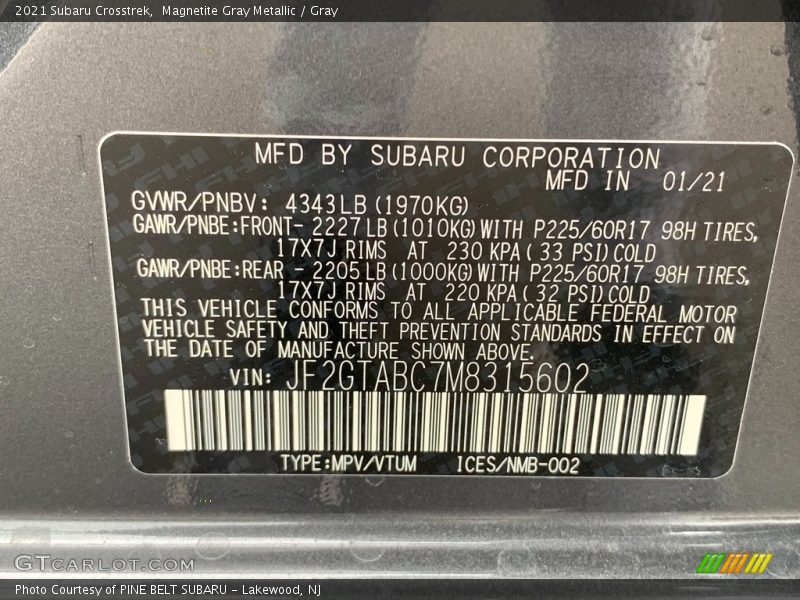 2021 Subaru Crosstrek,  Magnetite Gray Metallic / Gray
MFD BY SUBARU CORPORATION
MFD IN 01/21
GVWR/PNBV: 4343LB(1970KG)
GAWR/PNBE:FRONT- 2227 LB(1010KG)WITH P225/60R17 98H TIRES,
17X7J RIMS AT 230 KPA(33 PSI)COLD
GAWR/PNBE:REAR - 2205 LB(1000KG)WITH P225/60R17 98H TIRES,
17X7J RIMS AT 220 KPA(32 PSI)COLD
THIS VEHICLE CONFORMS TO ALL APPLICABLE FEDERAL MOTOR
VEHICLE SAFETY AND THEFT PREVENTION STANDARDS IN EFFECT ON
THE DATE OF MANUFACTURE SHOWN ABOVE.
VIN: JF2GTABC7M8315602
TYPE:MPV/VTUM ICES/NMB-002
GTCARLOT.COM
Photo Courtesy of PINE BELT SUBARU - Lakewood, NJ